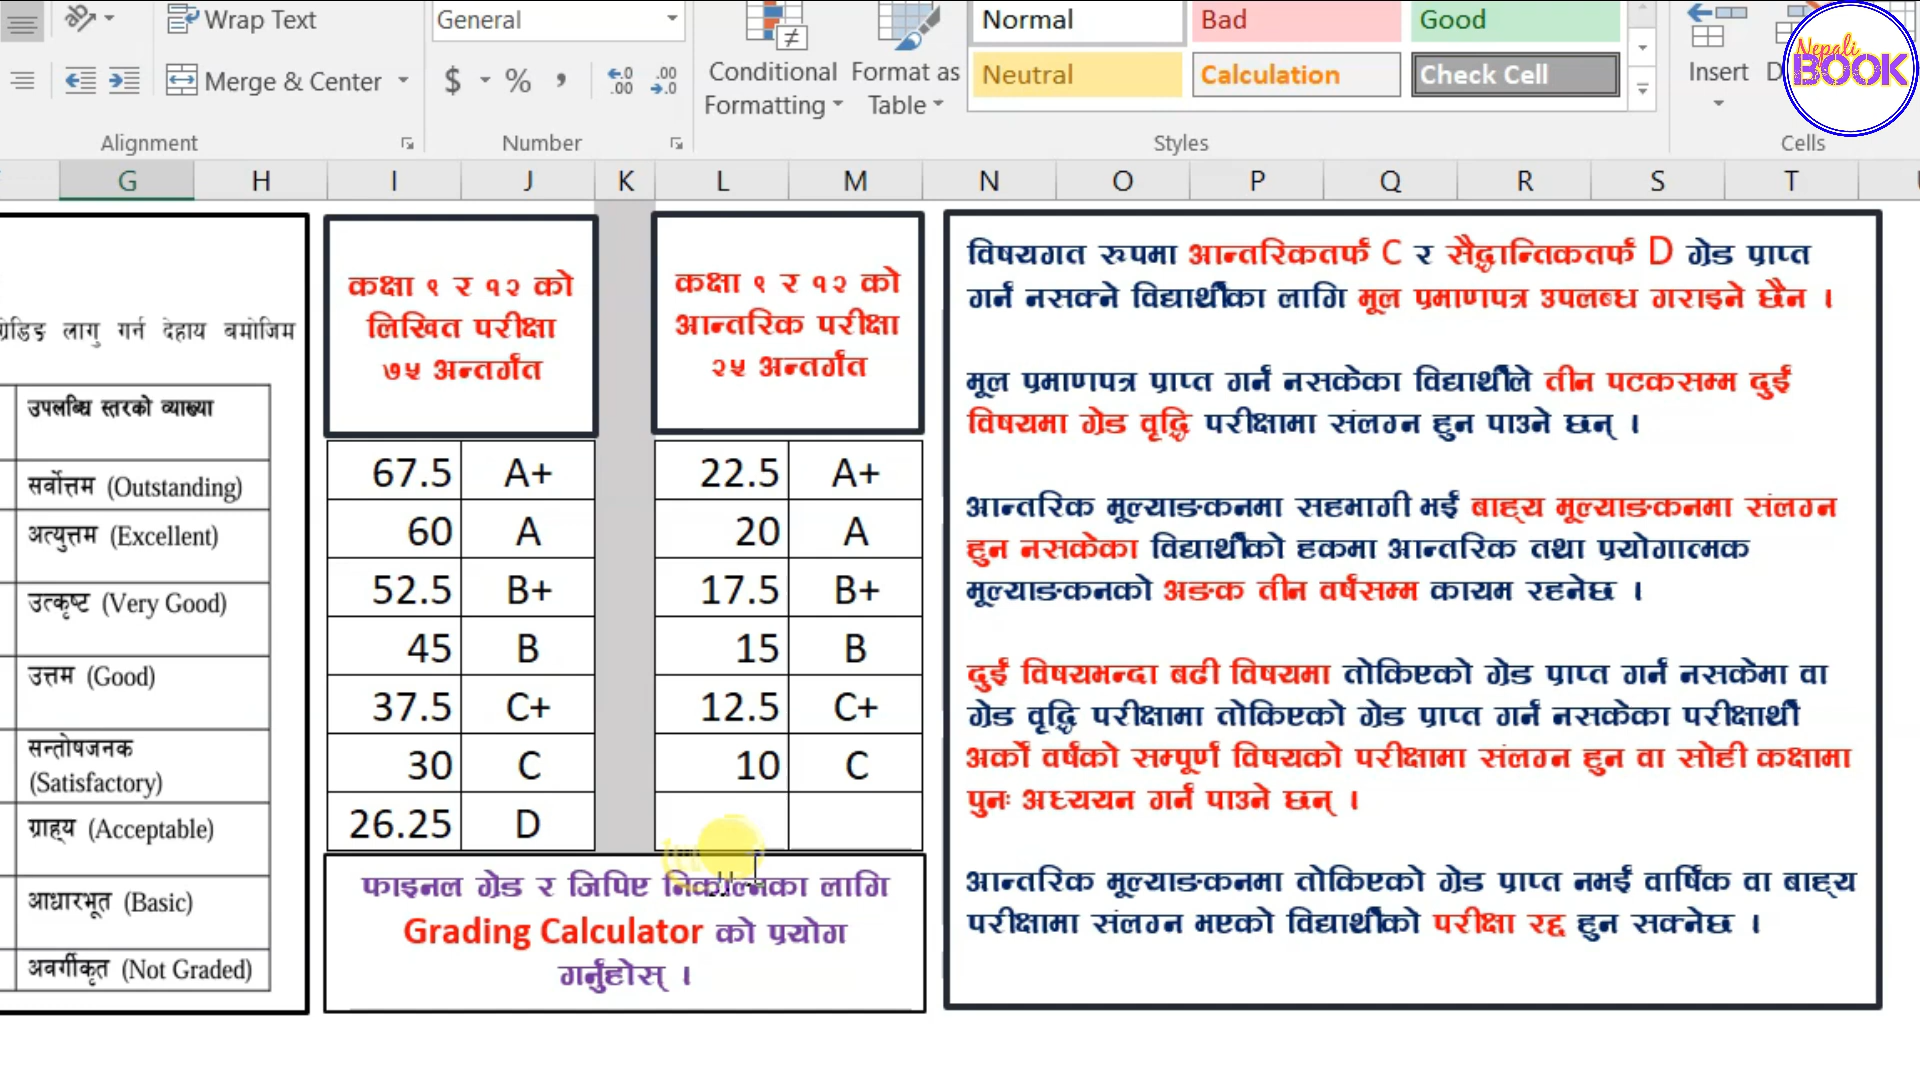 Wrap Text
General
Normal
Bad
Good
Nepali
BOOK
Merge & Center
$ % ,
Conditional
Formatting
Format as
Table
Neutral
Calculation
Check Cell
Insert
Alignment
Number
Styles
Cells
G H I J K L M N O P Q R S T
ग्रेडिङ लागु गर्न देहाय बमोजिम
उपलब्धि स्तरको व्याख्या
सर्वोत्तम (Outstanding)
अत्युत्तम (Excellent)
उत्कृष्ट (Very Good)
उत्तम (Good)
सन्तोषजनक
(Satisfactory)
ग्राह्य (Acceptable)
आधारभूत (Basic)
अवर्गीकृत (Not Graded)
कक्षा ९ र १२ को
लिखित परीक्षा
७५ अन्तर्गत
67.5 A+
60 A
52.5 B+
45 B
37.5 C+
30 C
26.25 D
कक्षा ९ र १२ को
आन्तरिक परीक्षा
२५ अन्तर्गत
22.5 A+
20 A
17.5 B+
15 B
12.5 C+
10 C
फाइनल ग्रेड र जिपिए निकाल्नका लागि
Grading Calculator को प्रयोग
गर्नुहोस् ।
विषयगत रुपमा आन्तरिकतर्फ C र सैद्धान्तिकतर्फ D ग्रेड प्राप्त
गर्न नसक्ने विद्यार्थीका लागि मूल प्रमाणपत्र उपलब्ध गराइने छैन ।
मूल प्रमाणपत्र प्राप्त गर्न नसकेका विद्यार्थीले तीन पटकसम्म दुई
विषयमा ग्रेड वृद्धि परीक्षामा संलग्न हुन पाउने छन् ।
आन्तरिक मूल्याङकनमा सहभागी भई बाह्य मूल्याङकनमा संलग्न
हुन नसकेका विद्यार्थीको हकमा आन्तरिक तथा प्रयोगात्मक
मूल्याङकनको अङक तीन वर्षसम्म कायम रहनेछ ।
दुई विषयभन्दा बढी विषयमा तोकिएको ग्रेड प्राप्त गर्न नसकेमा वा
ग्रेड वृद्धि परीक्षामा तोकिएको ग्रेड प्राप्त गर्न नसकेका परीक्षार्थी
अर्को वर्षको सम्पूर्ण विषयको परीक्षामा संलग्न हुन वा सोही कक्षामा
पुनः अध्ययन गर्न पाउने छन् ।
आन्तरिक मूल्याङकनमा तोकिएको ग्रेड प्राप्त नभई वार्षिक वा बाह्य
परीक्षामा संलग्न भएको विद्यार्थीको परीक्षा रद्द हुन सक्नेछ ।